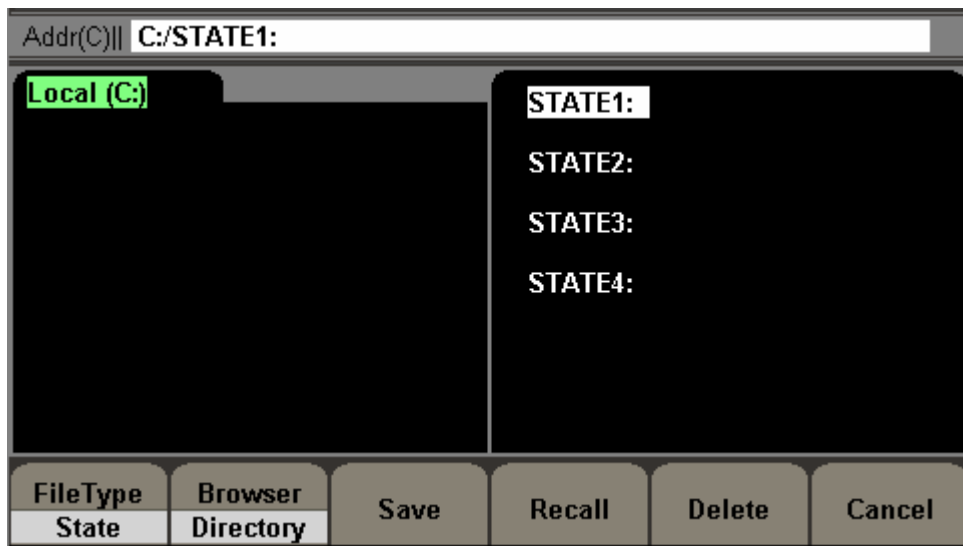 Addr(C)|| C:/STATE1:
Local (C:)
STATE1:
STATE2:
STATE3:
STATE4:
FileType Browser Save Recall Delete Cancel
State Directory